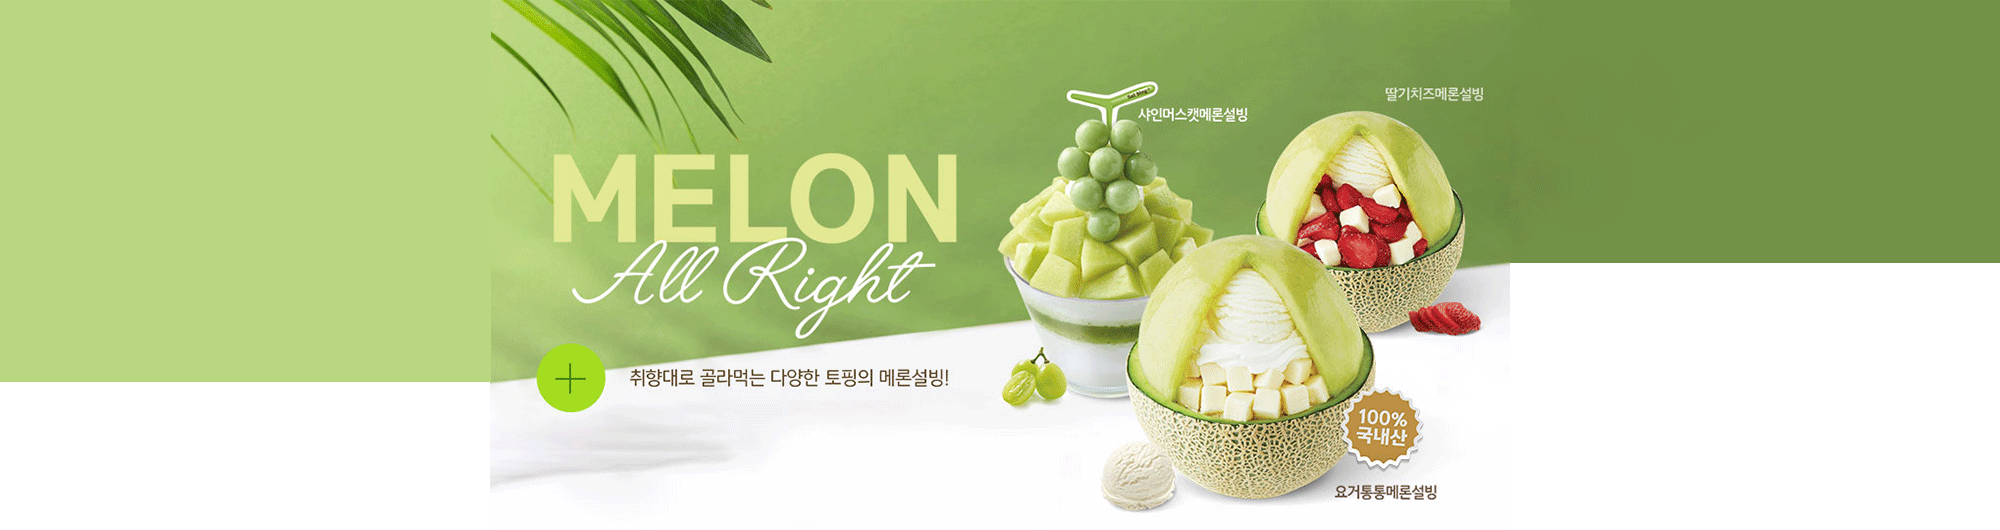 MELON
All Right
취향대로 골라먹는 다양한 토핑의 메론설빙!
샤인머스캣메론설빙
딸기치즈메론설빙
100%
국내산
요거통통메론설빙